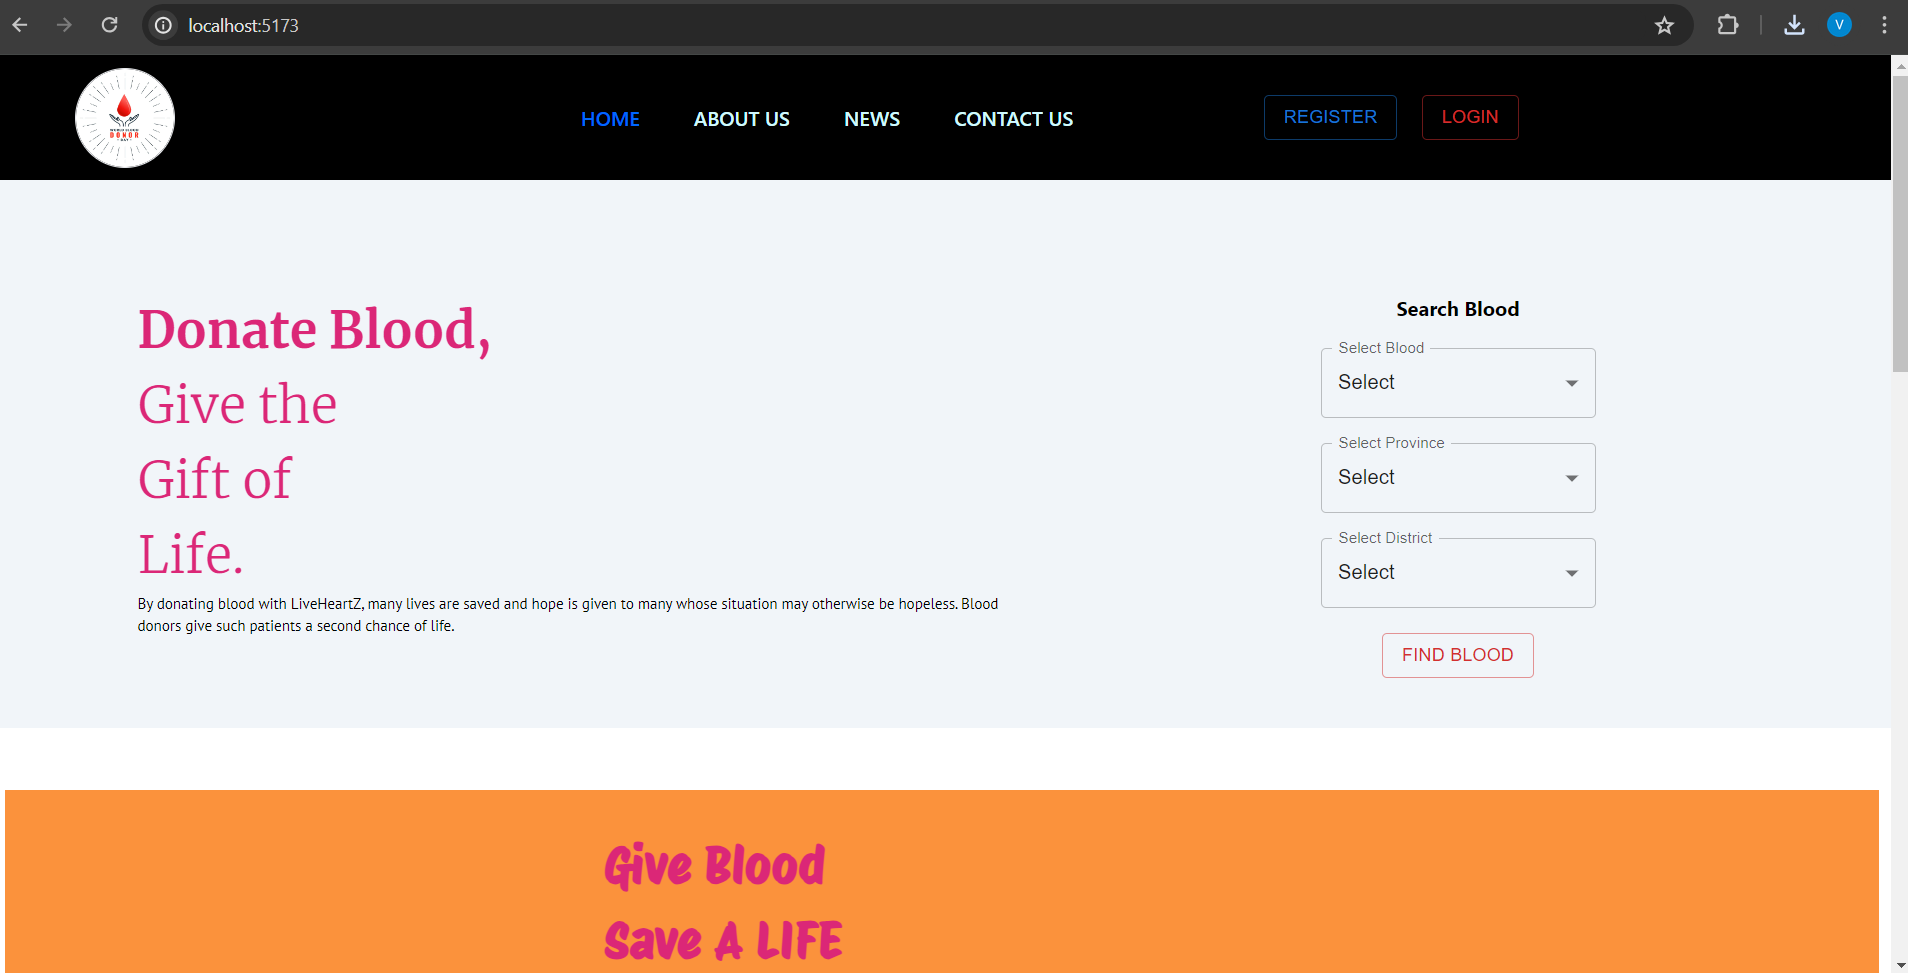 localhost:5173
V
WORLD BLOOD
DONOR
DAY
HOME
ABOUT US
NEWS
CONTACT US
REGISTER
LOGIN
Donate Blood,
Give the
Gift of
Life.
By donating blood with LiveHeartZ, many lives are saved and hope is given to many whose situation may otherwise be hopeless. Blood
donors give such patients a second chance of life.
Search Blood
Select Blood
Select
Select Province
Select
Select District
Select
FIND BLOOD
Give Blood
Save A LIFE